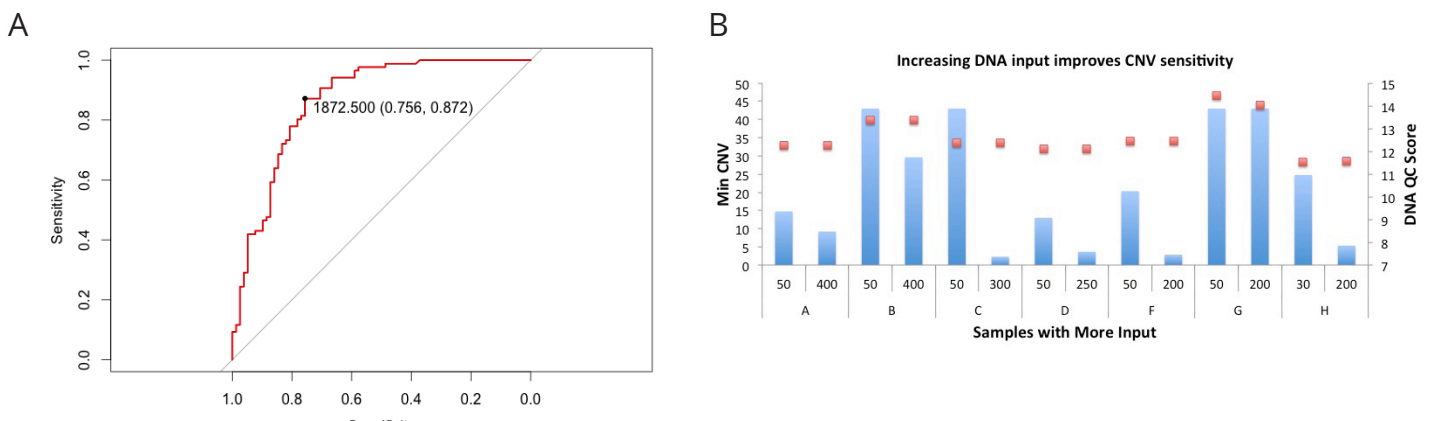 A
1.0
0.8
0.6
0.4
0.2
0.0
Sensitivity
1872.500 (0.756, 0.872)
1.0 0.8 0.6 0.4 0.2 0.0
B
Increasing DNA input improves CNV sensitivity
Min CNV
50
45
40
35
30
25
20
15
10
5
0
15
14
13
12
11
10
9
8
7
DNA QC Score
50 400 50 400 50 300 50 250 50 200 50 200 30 200
A B C D F G H
Samples with More Input